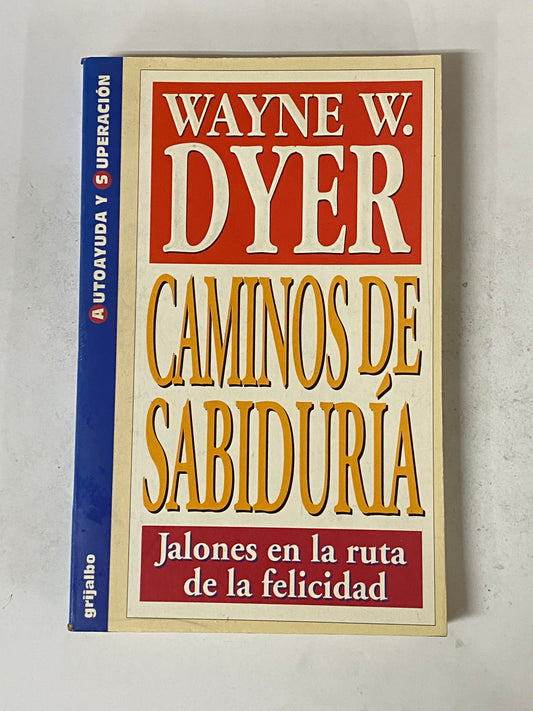 WAYNE W.
DYER
CAMINOS DE
SABIDURÍA
Jalones en la ruta
de la felicidad
AUTOAYUDA Y SUPERACIÓN
grijalbo